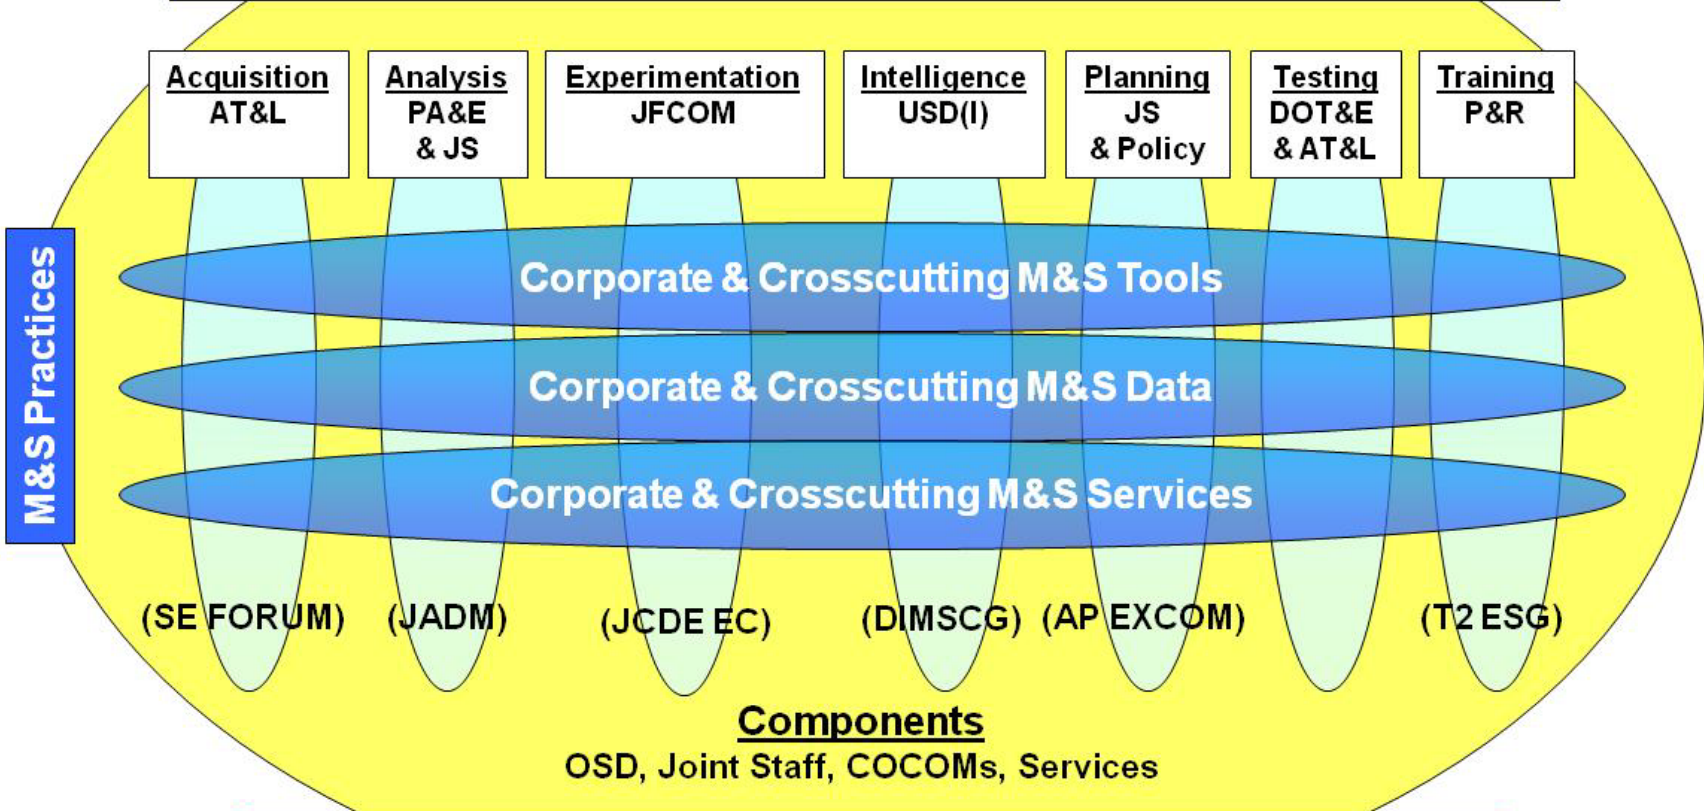 Acquisition
AT&L
Analysis
PA&E
& JS
Experimentation
JFCOM
Intelligence
USD(I)
Planning
JS
& Policy
Testing
DOT&E
& AT&L
Training
P&R
M&S Practices
Corporate & Crosscutting M&S Tools
Corporate & Crosscutting M&S Data
Corporate & Crosscutting M&S Services
(SE FORUM)
(JADM)
(JCDE EC)
(DIMSCG)
(AP EXCOM)
(T2 ESG)
Components
OSD, Joint Staff, COCOMs, Services